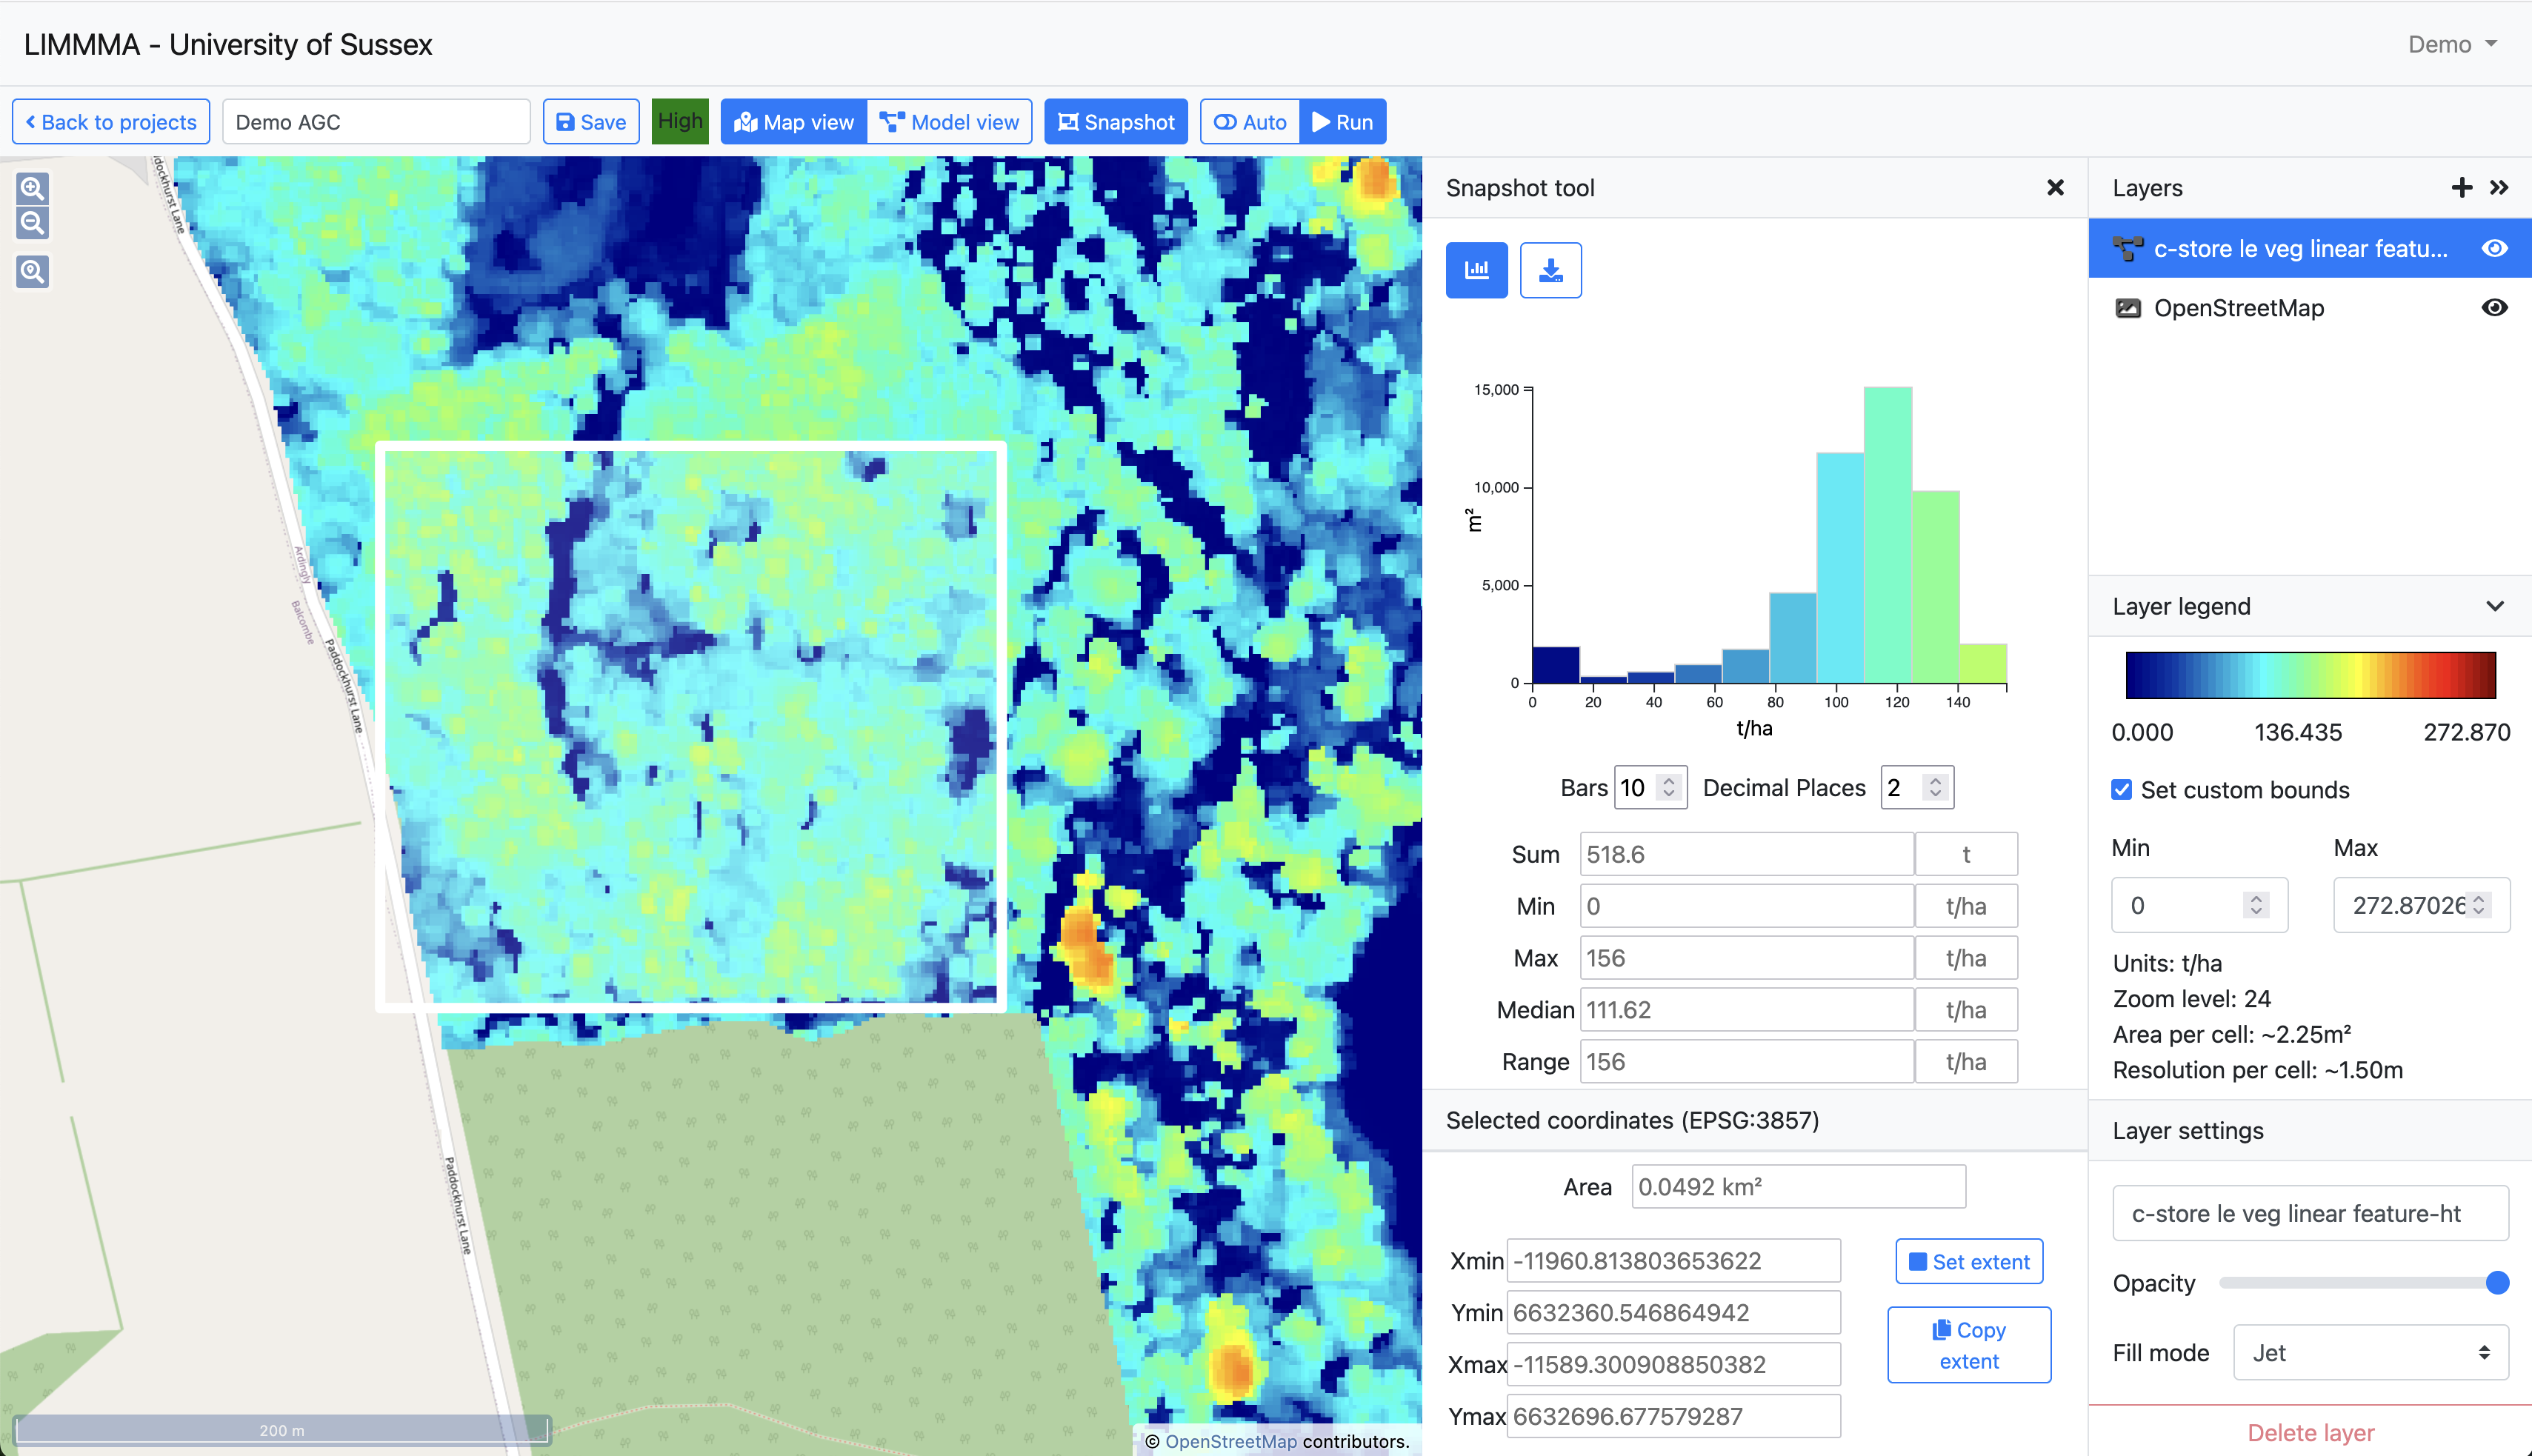 LIMMMA - University of Sussex
Demo
Back to projects
Demo AGC
Save
High
Map view
Model view
Snapshot
Auto
Run
Paddockhurst Lane
Ardingly
Balcombe
Paddockhurst Lane
Paddockhurst Lane
200 m
© OpenStreetMap contributors.
Snapshot tool
15,000
10,000
5,000
0
m²
0 20 40 60 80 100 120 140
t/ha
Bars 10 Decimal Places 2
Sum 518.6 t
Min 0 t/ha
Max 156 t/ha
Median 111.62 t/ha
Range 156 t/ha
Selected coordinates (EPSG:3857)
Area 0.0492 km²
Xmin -11960.813803653622
Set extent
Ymin 6632360.546864942
Copy
extent
Xmax -11589.300908850382
Ymax 6632696.677579287
Layers
c-store le veg linear featu...
OpenStreetMap
Layer legend
0.000 136.435 272.870
Set custom bounds
Min Max
0 272.87026
Units: t/ha
Zoom level: 24
Area per cell: ~2.25m²
Resolution per cell: ~1.50m
Layer settings
c-store le veg linear feature-ht
Opacity
Fill mode Jet
Delete layer